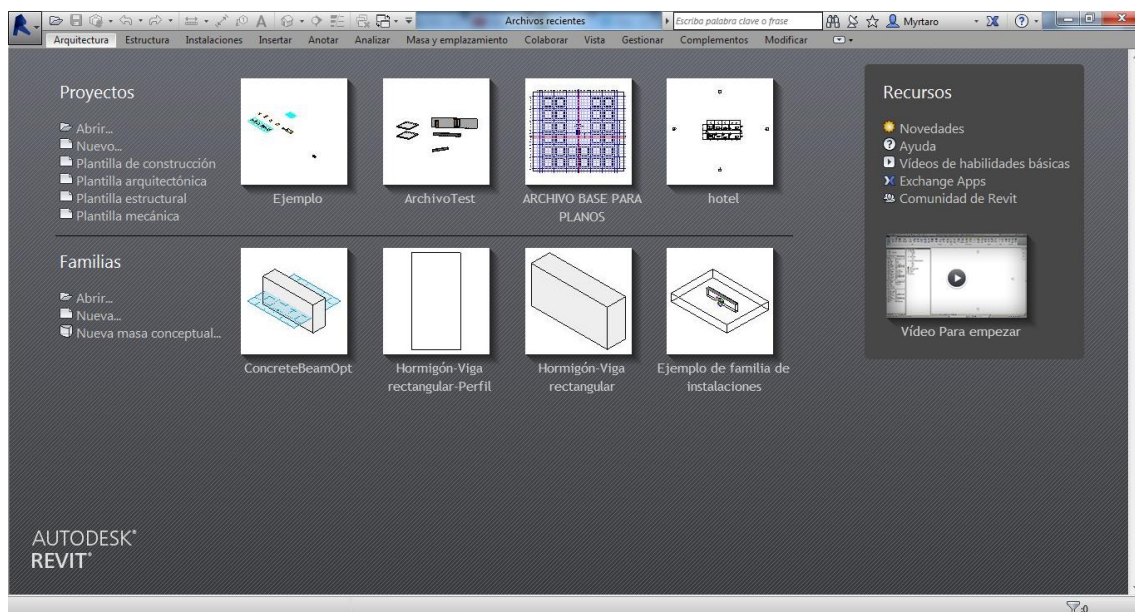 Archivos recientes
Escriba palabra clave o frase
Myrtaro
Arquitectura Estructura Instalaciones Insertar Anotar Analizar Masa y emplazamiento Colaborar Vista Gestionar Complementos Modificar
Proyectos
Abrir...
Nuevo...
Plantilla de construcción
Plantilla arquitectónica
Plantilla estructural
Plantilla mecánica
Ejemplo
ArchivoTest
ARCHIVO BASE PARA
PLANOS
hotel
Familias
Abrir...
Nueva...
Nueva masa conceptual...
ConcreteBeamOpt
Hormigón-Viga
rectangular-Perfil
Hormigón-Viga
rectangular
Ejemplo de familia de
instalaciones
Recursos
Novedades
Ayuda
Vídeos de habilidades básicas
Exchange Apps
Comunidad de Revit
Vídeo Para empezar
AUTODESK®
REVIT®
:0